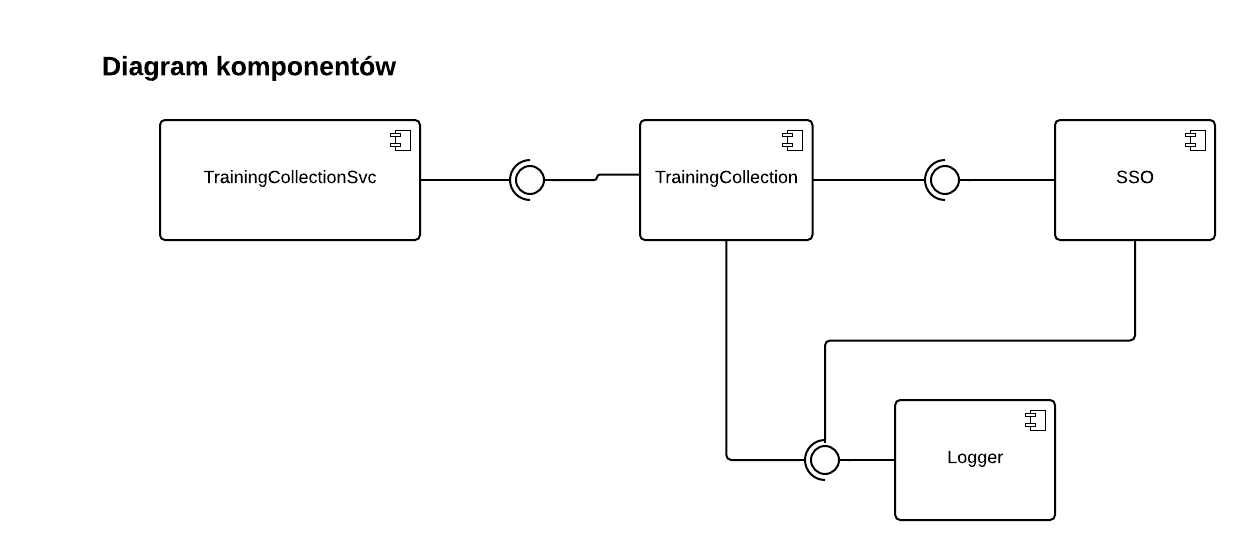 Diagram komponentów
TrainingCollectionSvc
TrainingCollection
SSO
Logger